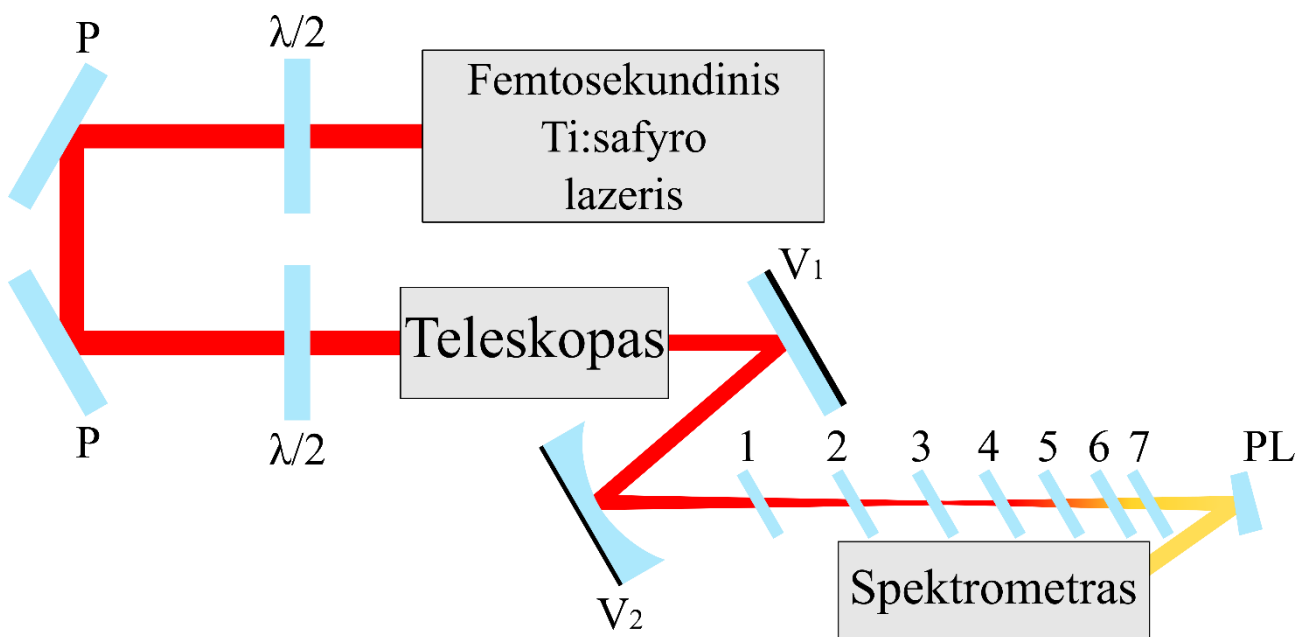 P
λ/2
Femtosekundinis
Ti:safyro
lazeris
V1
Teleskopas
P
λ/2
1 2 3 4 5 6 7 PL
V2
Spektrometras